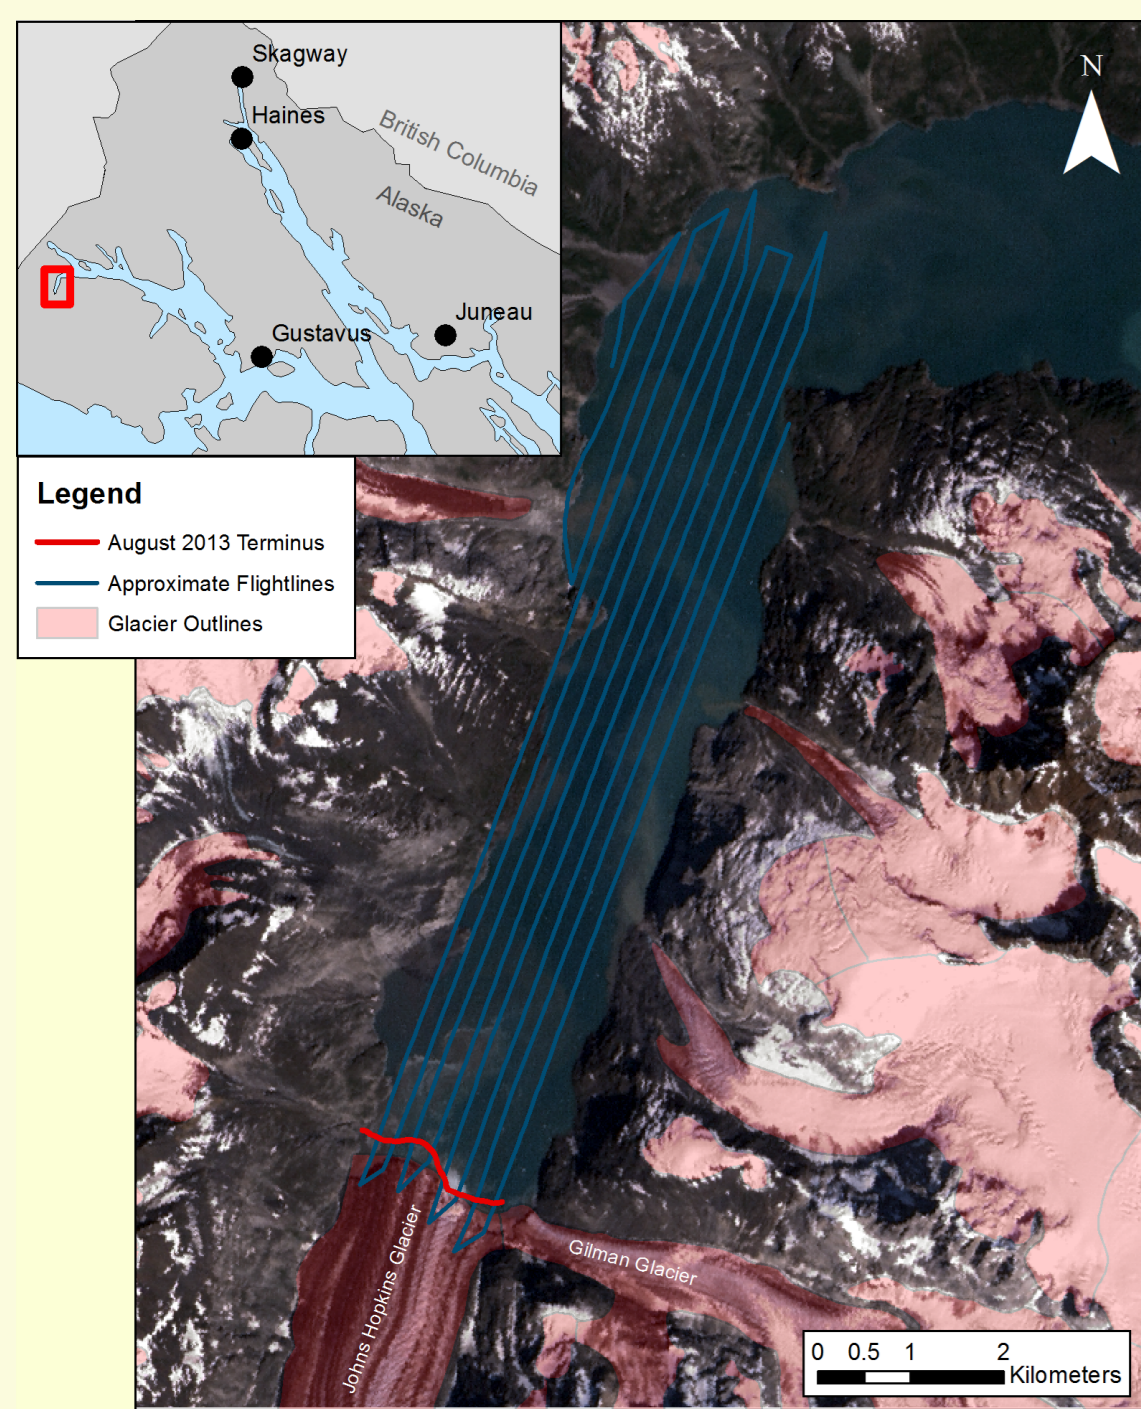 Skagway
Haines
British Columbia
Alaska
Juneau
Gustavus
N
Legend
August 2013 Terminus
Approximate Flightlines
Glacier Outlines
Johns Hopkins Glacier
Gilman Glacier
0 0.5 1 2
Kilometers